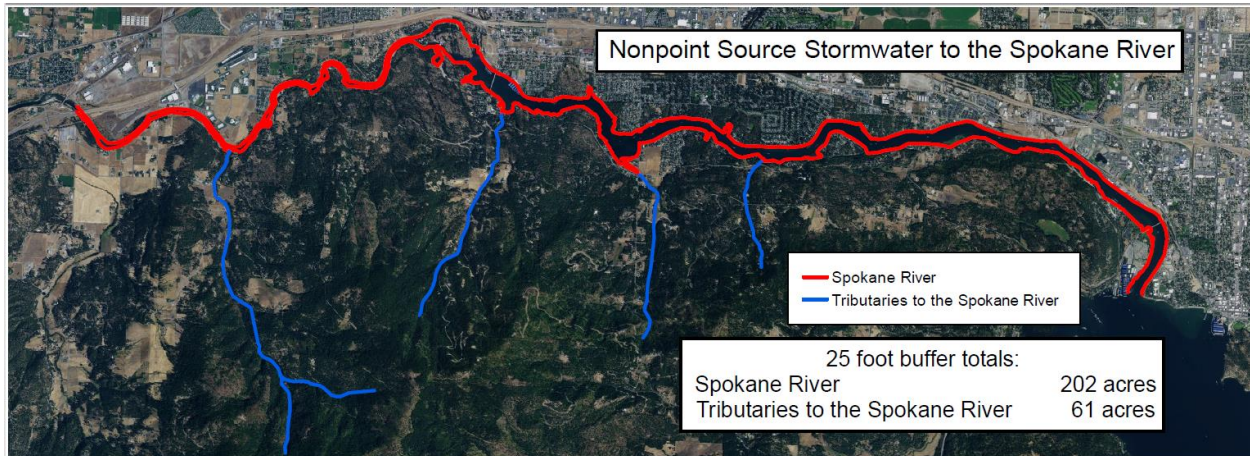 Nonpoint Source Stormwater to the Spokane River
Spokane River
Tributaries to the Spokane River
25 foot buffer totals:
Spokane River 202 acres
Tributaries to the Spokane River 61 acres